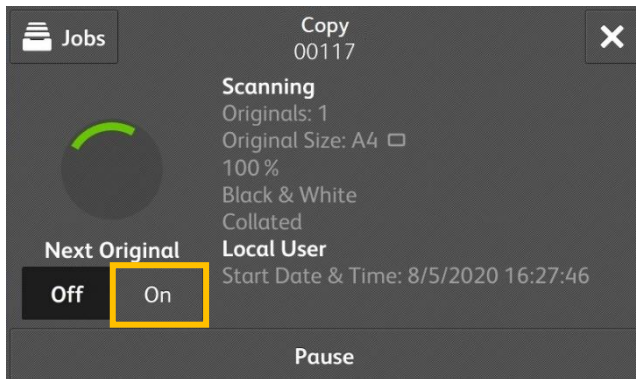 Jobs
Copy
00117
Scanning
Originals: 1
Original Size: A4
100 %
Black & White
Collated
Local User
Start Date & Time: 8/5/2020 16:27:46
Next Original
Off
On
Pause